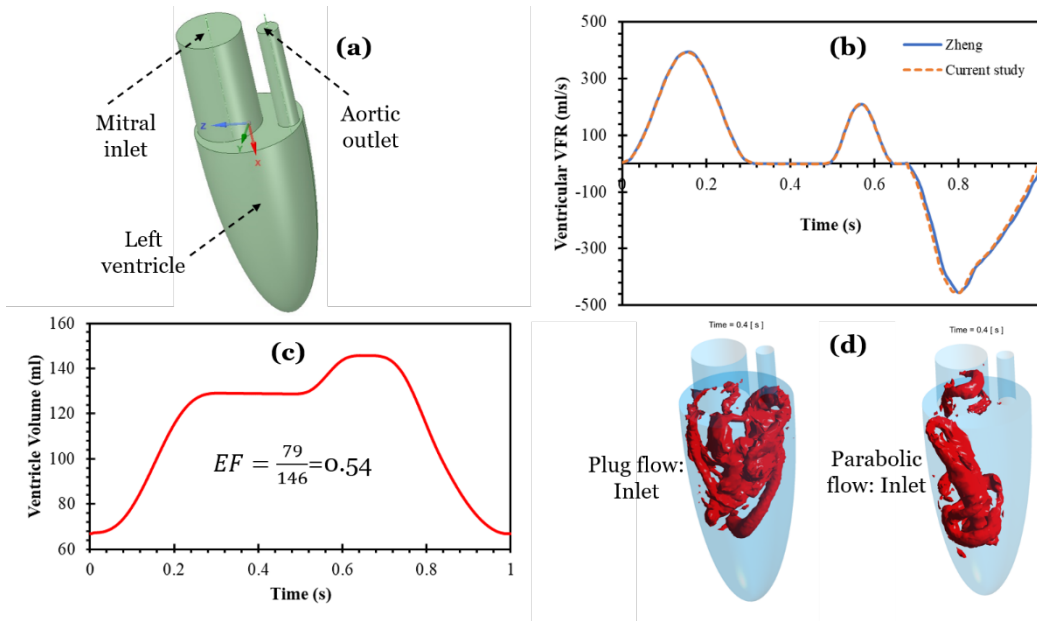 (a)
Mitral
inlet
Aortic
outlet
Z
Y
X
Left
ventricle
(b)
Zheng
Current study
Ventricular VFR (ml/s)
500
300
100
-100
-300
-500
0
0.2
0.4
0.6
0.8
Time (s)
(c)
Ventricle Volume (ml)
160
140
120
100
80
60
EF = 79/146=0.54
0
0.2
0.4
0.6
0.8
1
Time (s)
(d)
Time = 0.4 [ s ]
Plug flow:
Inlet
Time = 0.4 [ s ]
Parabolic
flow: Inlet